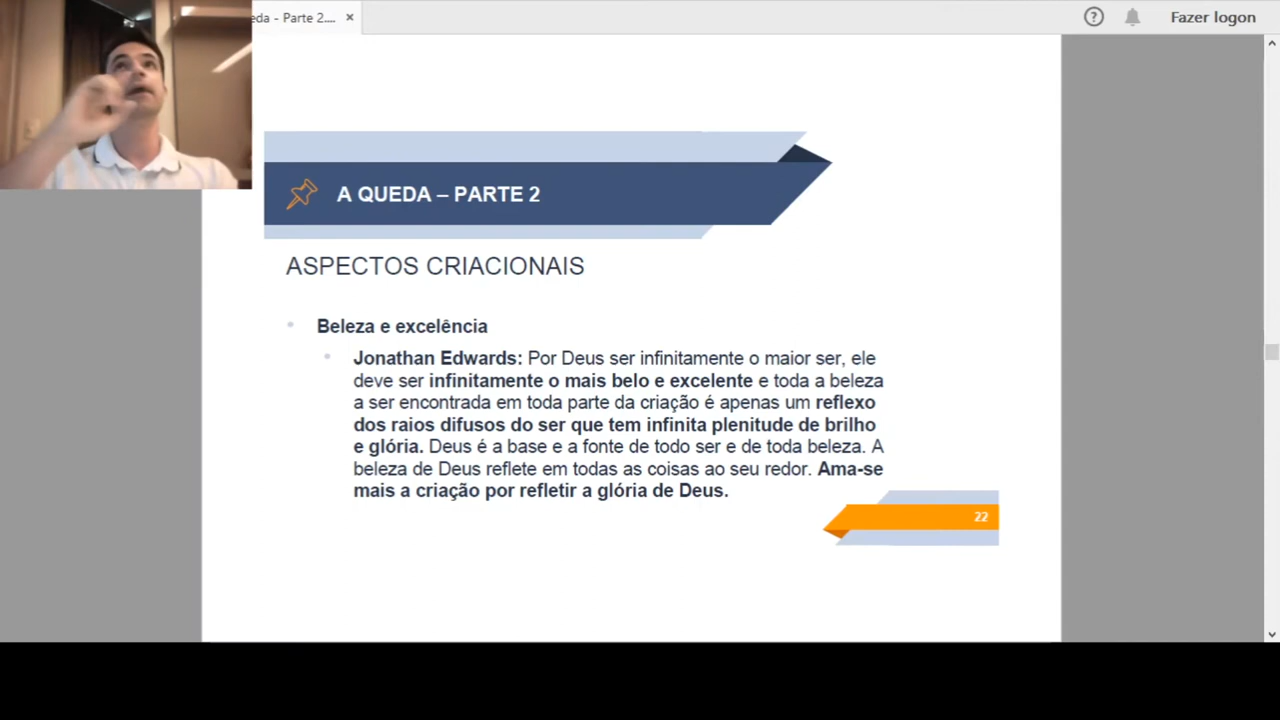 eda - Parte 2....
Fazer logon
A QUEDA – PARTE 2
ASPECTOS CRIACIONAIS
Beleza e excelência
Jonathan Edwards: Por Deus ser infinitamente o maior ser, ele
deve ser infinitamente o mais belo e excelente e toda a beleza
a ser encontrada em toda parte da criação é apenas um reflexo
dos raios difusos do ser que tem infinita plenitude de brilho
e glória. Deus é a base e a fonte de todo ser e de toda beleza. A
beleza de Deus reflete em todas as coisas ao seu redor. Ama-se
mais a criação por refletir a glória de Deus.
22